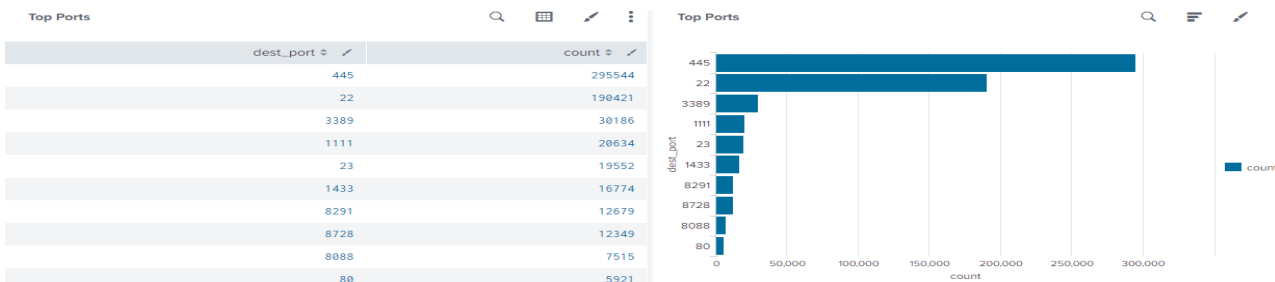 Top Ports
dest_port count
445 295544
22 190421
3389 30186
1111 20634
23 19552
1433 16774
8291 12679
8728 12349
8088 7515
80 5921
Top Ports
dest_port
445
22
3389
1111
23
1433
8291
8728
8088
80
0 50,000 100,000 150,000 200,000 250,000 300,000
count
count